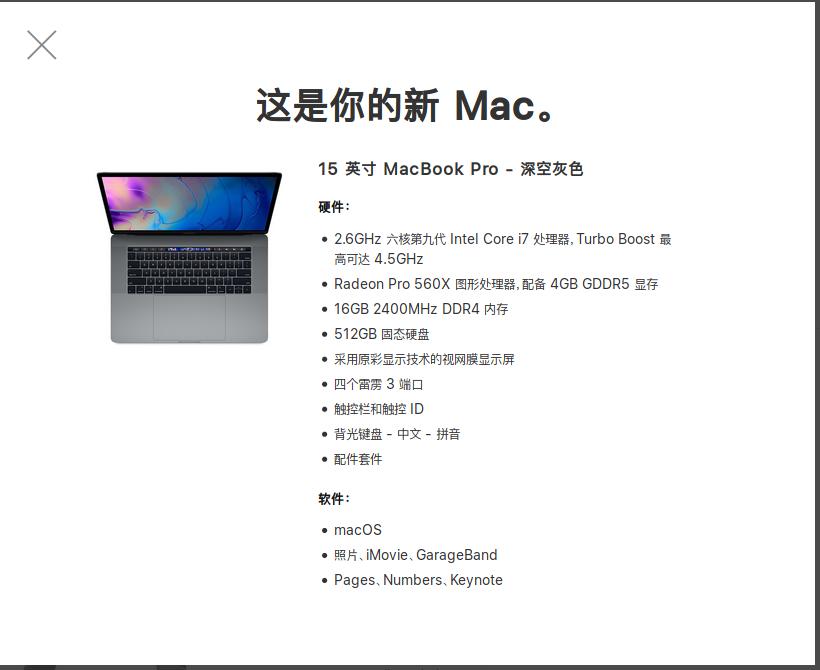 这是你的新 Mac。
15 英寸 MacBook Pro - 深空灰色
硬件：
• 2.6GHz 六核第九代 Intel Core i7 处理器, Turbo Boost 最
高可达 4.5GHz
• Radeon Pro 560X 图形处理器, 配备 4GB GDDR5 显存
• 16GB 2400MHz DDR4 内存
• 512GB 固态硬盘
• 采用原彩显示技术的视网膜显示屏
• 四个雷雳 3 端口
• 触控栏和触控 ID
• 背光键盘 - 中文 - 拼音
• 配件套件
软件：
• macOS
• 照片、iMovie、GarageBand
• Pages、Numbers、Keynote